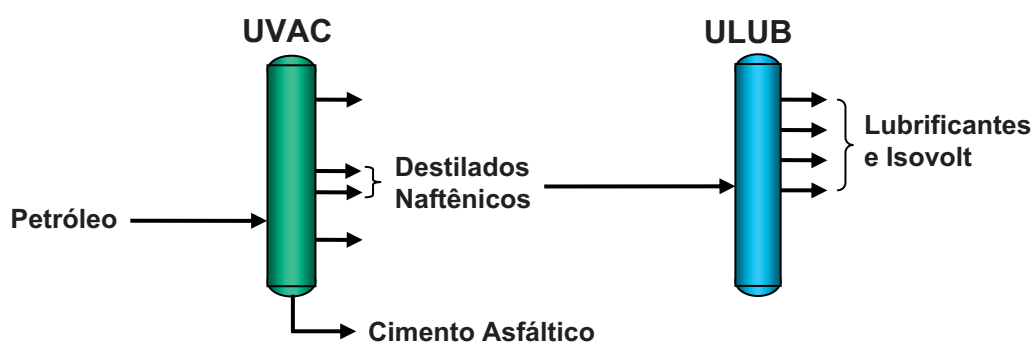 UVAC
ULUB
Lubrificantes
e Isovolt
Destilados
Naftênicos
Petróleo
Cimento Asfáltico